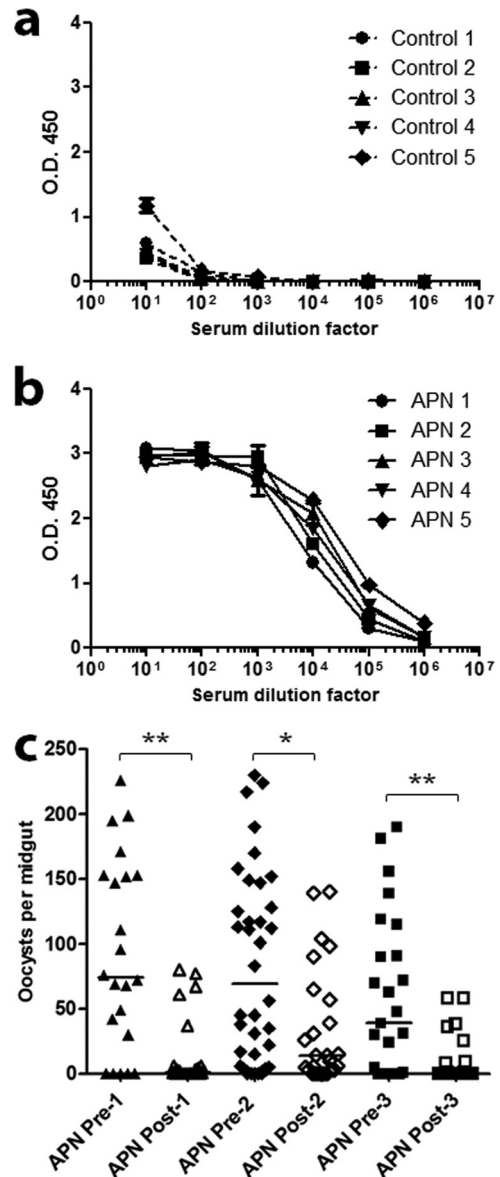 a
4
3
2
1
0
O.D. 450
Control 1
Control 2
Control 3
Control 4
Control 5
10⁰ 10¹ 10² 10³ 10⁴ 10⁵ 10⁶ 10⁷
Serum dilution factor
b
4
3
2
1
0
O.D. 450
APN 1
APN 2
APN 3
APN 4
APN 5
10⁰ 10¹ 10² 10³ 10⁴ 10⁵ 10⁶ 10⁷
Serum dilution factor
c
250
200
150
100
50
0
Oocysts per midgut
** * **
APN Pre-1
APN Post-1
APN Pre-2
APN Post-2
APN Pre-3
APN Post-3